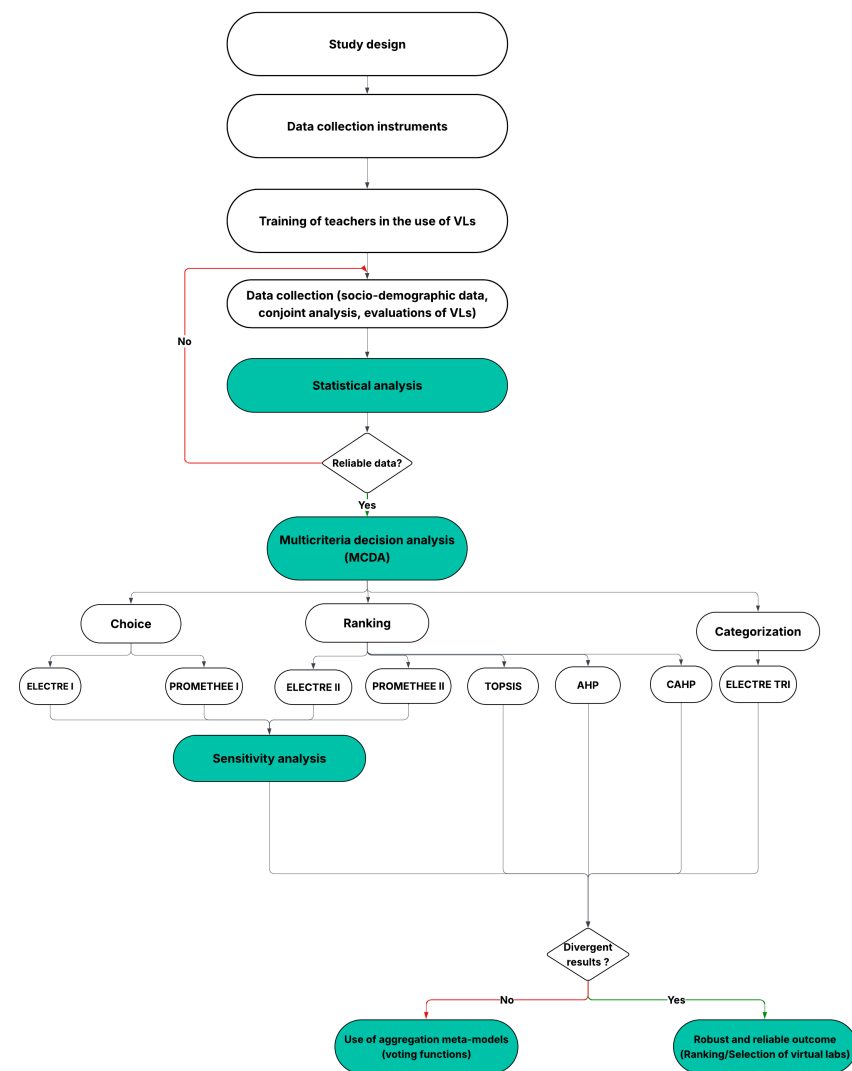 Study design
Data collection instruments
Training of teachers in the use of VLs
Data collection (socio-demographic data,
conjoint analysis, evaluations of VLs)
No
Statistical analysis
Reliable data?
Yes
Multicriteria decision analysis
(MCDA)
Choice
Ranking
Categorization
ELECTRE I
PROMETHEE I
ELECTRE II
PROMETHEE II
TOPSIS
AHP
CAHP
ELECTRE TRI
Sensitivity analysis
Divergent
results ?
No
Yes
Use of aggregation meta-models
(voting functions)
Robust and reliable outcome
(Ranking/Selection of virtual labs)